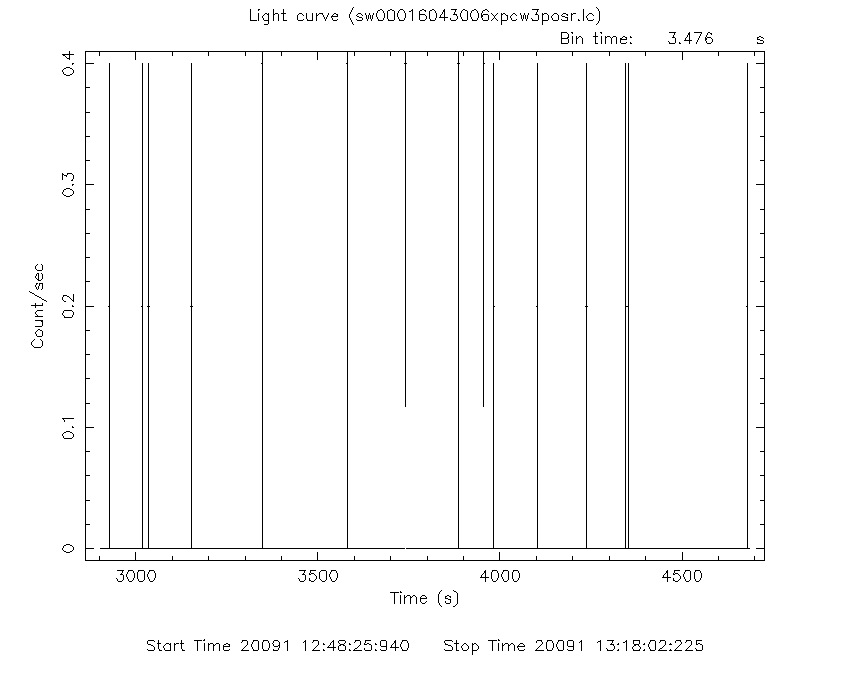 Light curve (sw00016043006xpcw3posr.lc)
Bin time: 3.476 s
0.4
0.3
0.2
0.1
0
Count/sec
3000 3500 4000 4500
Time (s)
Start Time 20091 12:48:25:940 Stop Time 20091 13:18:02:225